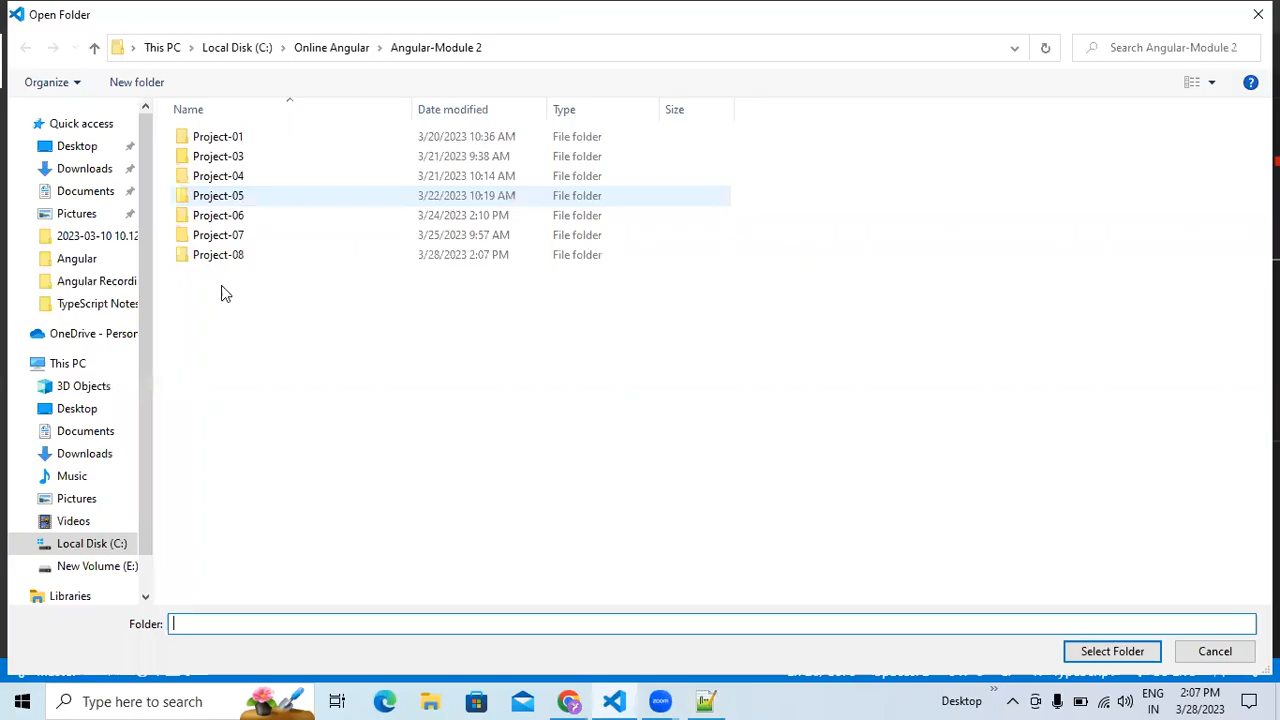 Open Folder
This PC > Local Disk (C:) > Online Angular > Angular-Module 2
Search Angular-Module 2
Organize
New folder
Name
Date modified
Type
Size
Quick access
Desktop
Downloads
Documents
Pictures
2023-03-10 10.12
Angular
Angular Recordi
TypeScript Notes
OneDrive - Person
This PC
3D Objects
Desktop
Documents
Downloads
Music
Pictures
Videos
Local Disk (C:)
New Volume (E:)
Libraries
Project-01 3/20/2023 10:36 AM File folder
Project-03 3/21/2023 9:38 AM File folder
Project-04 3/21/2023 10:14 AM File folder
Project-05 3/22/2023 10:19 AM File folder
Project-06 3/24/2023 2:10 PM File folder
Project-07 3/25/2023 9:57 AM File folder
Project-08 3/28/2023 2:07 PM File folder
Folder:
Select Folder
Cancel
Type here to search
zoom
Desktop
ENG
IN
2:07 PM
3/28/2023